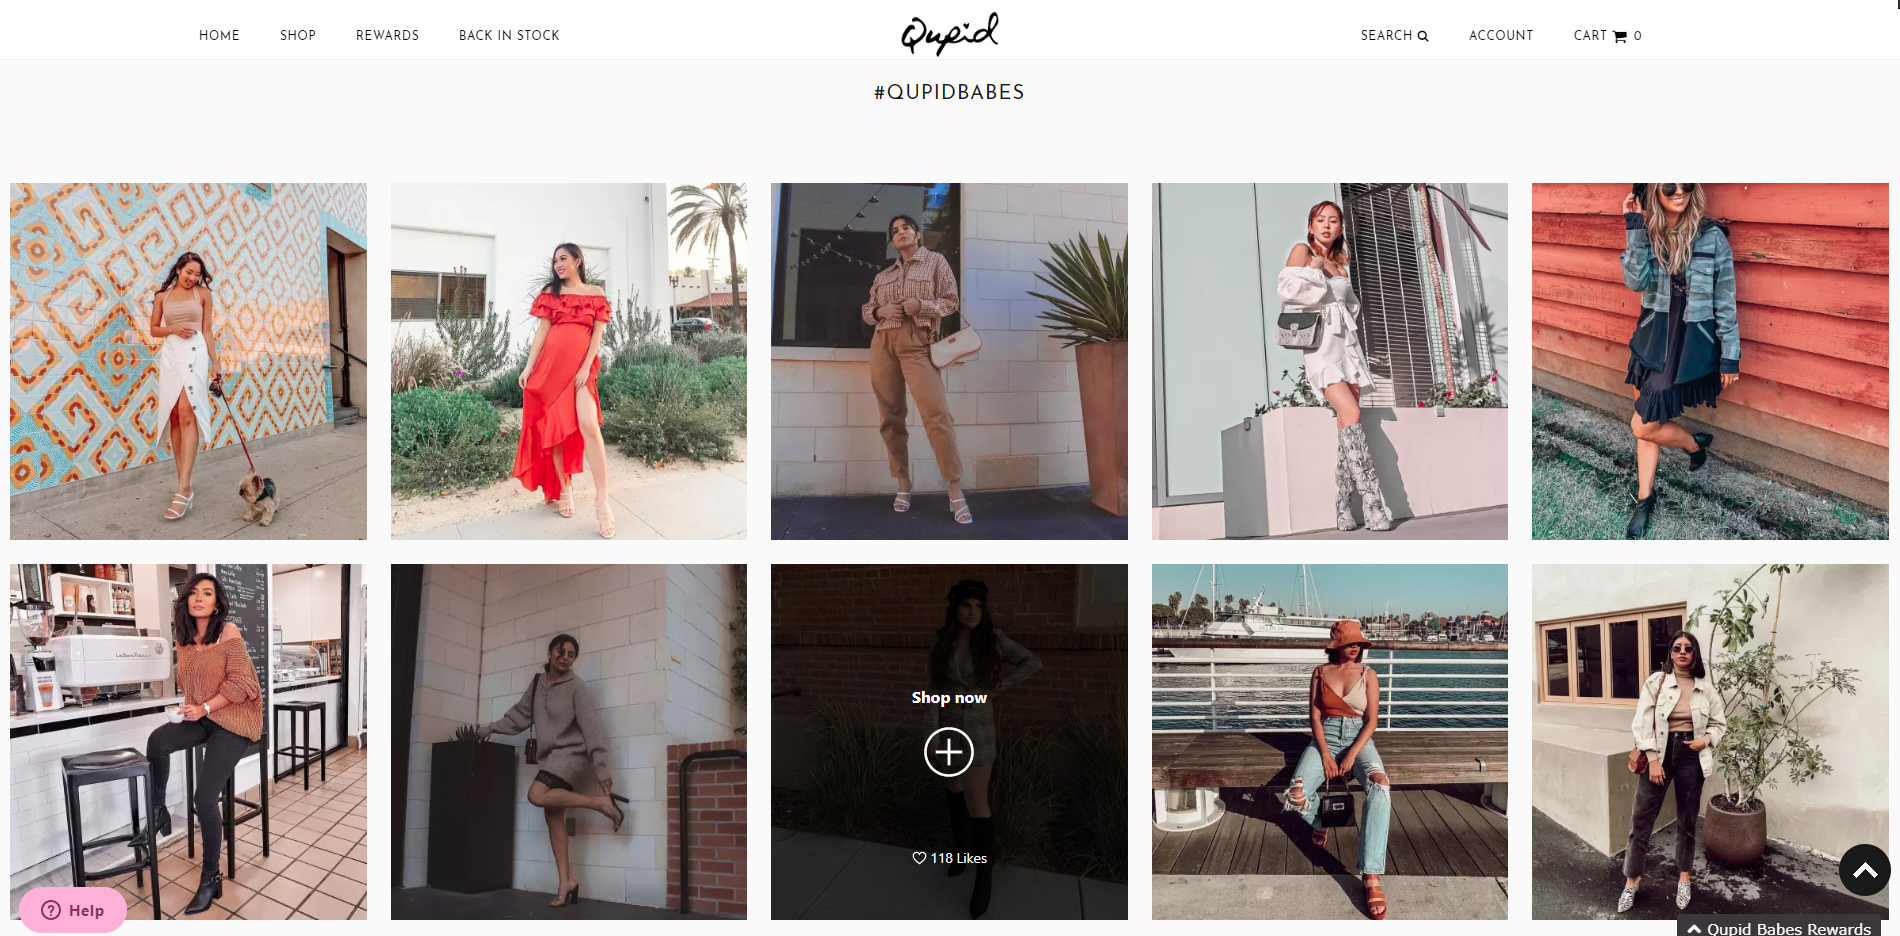 HOME SHOP REWARDS BACK IN STOCK
Qupid
SEARCH ACCOUNT CART 0
#QUPIDBABES
Shop now
118 Likes
Help
Qupid Babes Rewards